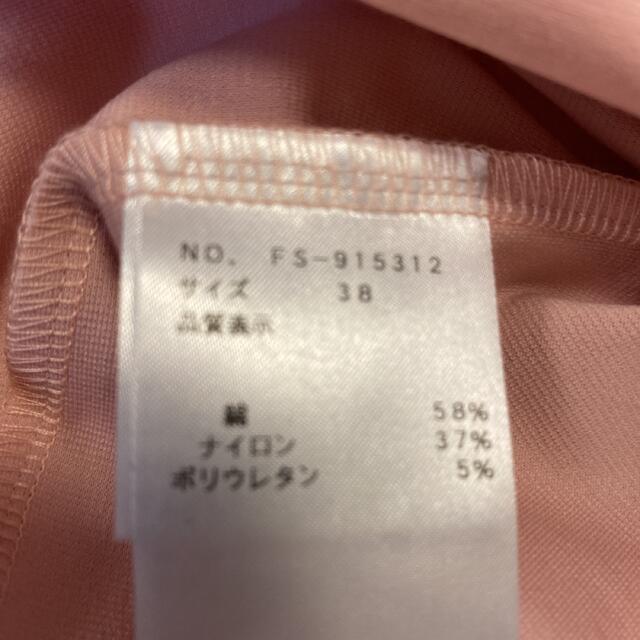 NO. FS-915312
サイズ 38
品質表示
綿 58%
ナイロン 37%
ポリウレタン 5%